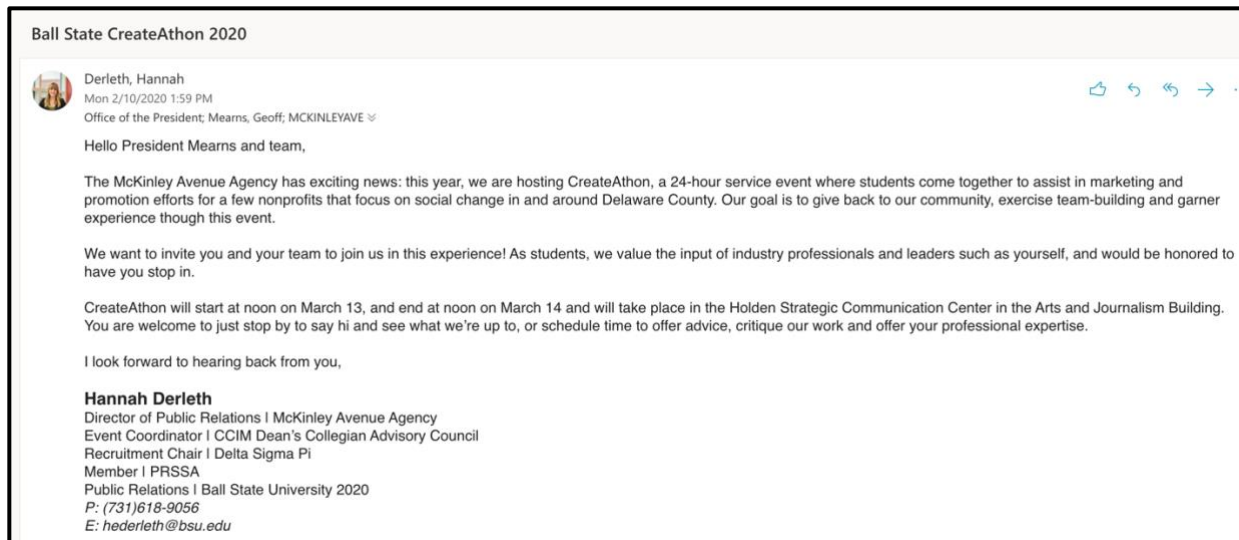 Ball State CreateAthon 2020
Derleth, Hannah
Mon 2/10/2020 1:59 PM
Office of the President; Mearns, Geoff; MCKINLEYAVE
Hello President Mearns and team,
The McKinley Avenue Agency has exciting news: this year, we are hosting CreateAthon, a 24-hour service event where students come together to assist in marketing and
promotion efforts for a few nonprofits that focus on social change in and around Delaware County. Our goal is to give back to our community, exercise team-building and garner
experience though this event.
We want to invite you and your team to join us in this experience! As students, we value the input of industry professionals and leaders such as yourself, and would be honored to
have you stop in.
CreateAthon will start at noon on March 13, and end at noon on March 14 and will take place in the Holden Strategic Communication Center in the Arts and Journalism Building.
You are welcome to just stop by to say hi and see what we're up to, or schedule time to offer advice, critique our work and offer your professional expertise.
I look forward to hearing back from you,
Hannah Derleth
Director of Public Relations I McKinley Avenue Agency
Event Coordinator I CCIM Dean's Collegian Advisory Council
Recruitment Chair I Delta Sigma Pi
Member I PRSSA
Public Relations I Ball State University 2020
P: (731)618-9056
E: hederleth@bsu.edu